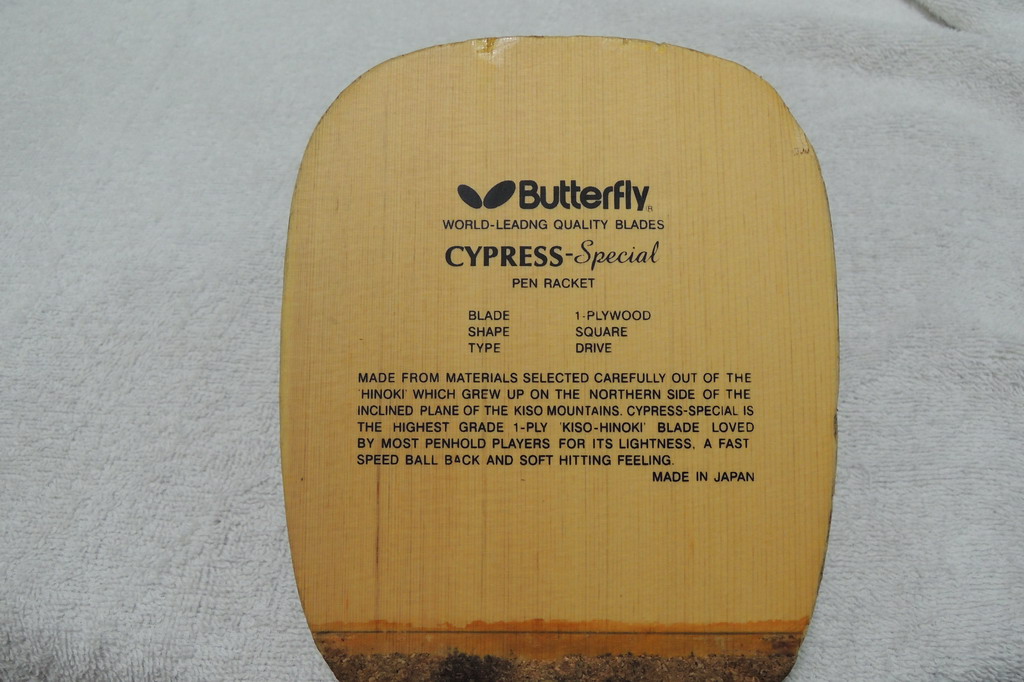 Butterfly ®
WORLD-LEADNG QUALITY BLADES
CYPRESS-Special
PEN RACKET
BLADE 1-PLYWOOD
SHAPE SQUARE
TYPE DRIVE
MADE FROM MATERIALS SELECTED CAREFULLY OUT OF THE
'HINOKI' WHICH GREW UP ON THE NORTHERN SIDE OF THE
INCLINED PLANE OF THE KISO MOUNTAINS. CYPRESS-SPECIAL IS
THE HIGHEST GRADE 1-PLY 'KISO-HINOKI' BLADE LOVED
BY MOST PENHOLD PLAYERS FOR ITS LIGHTNESS, A FAST
SPEED BALL BACK AND SOFT HITTING FEELING.
MADE IN JAPAN